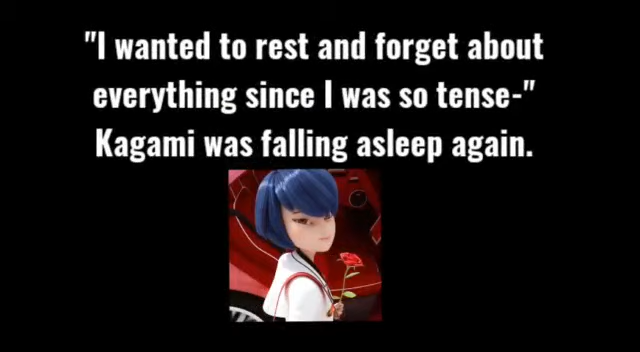 "I wanted to rest and forget about
everything since I was so tense-"
Kagami was falling asleep again.